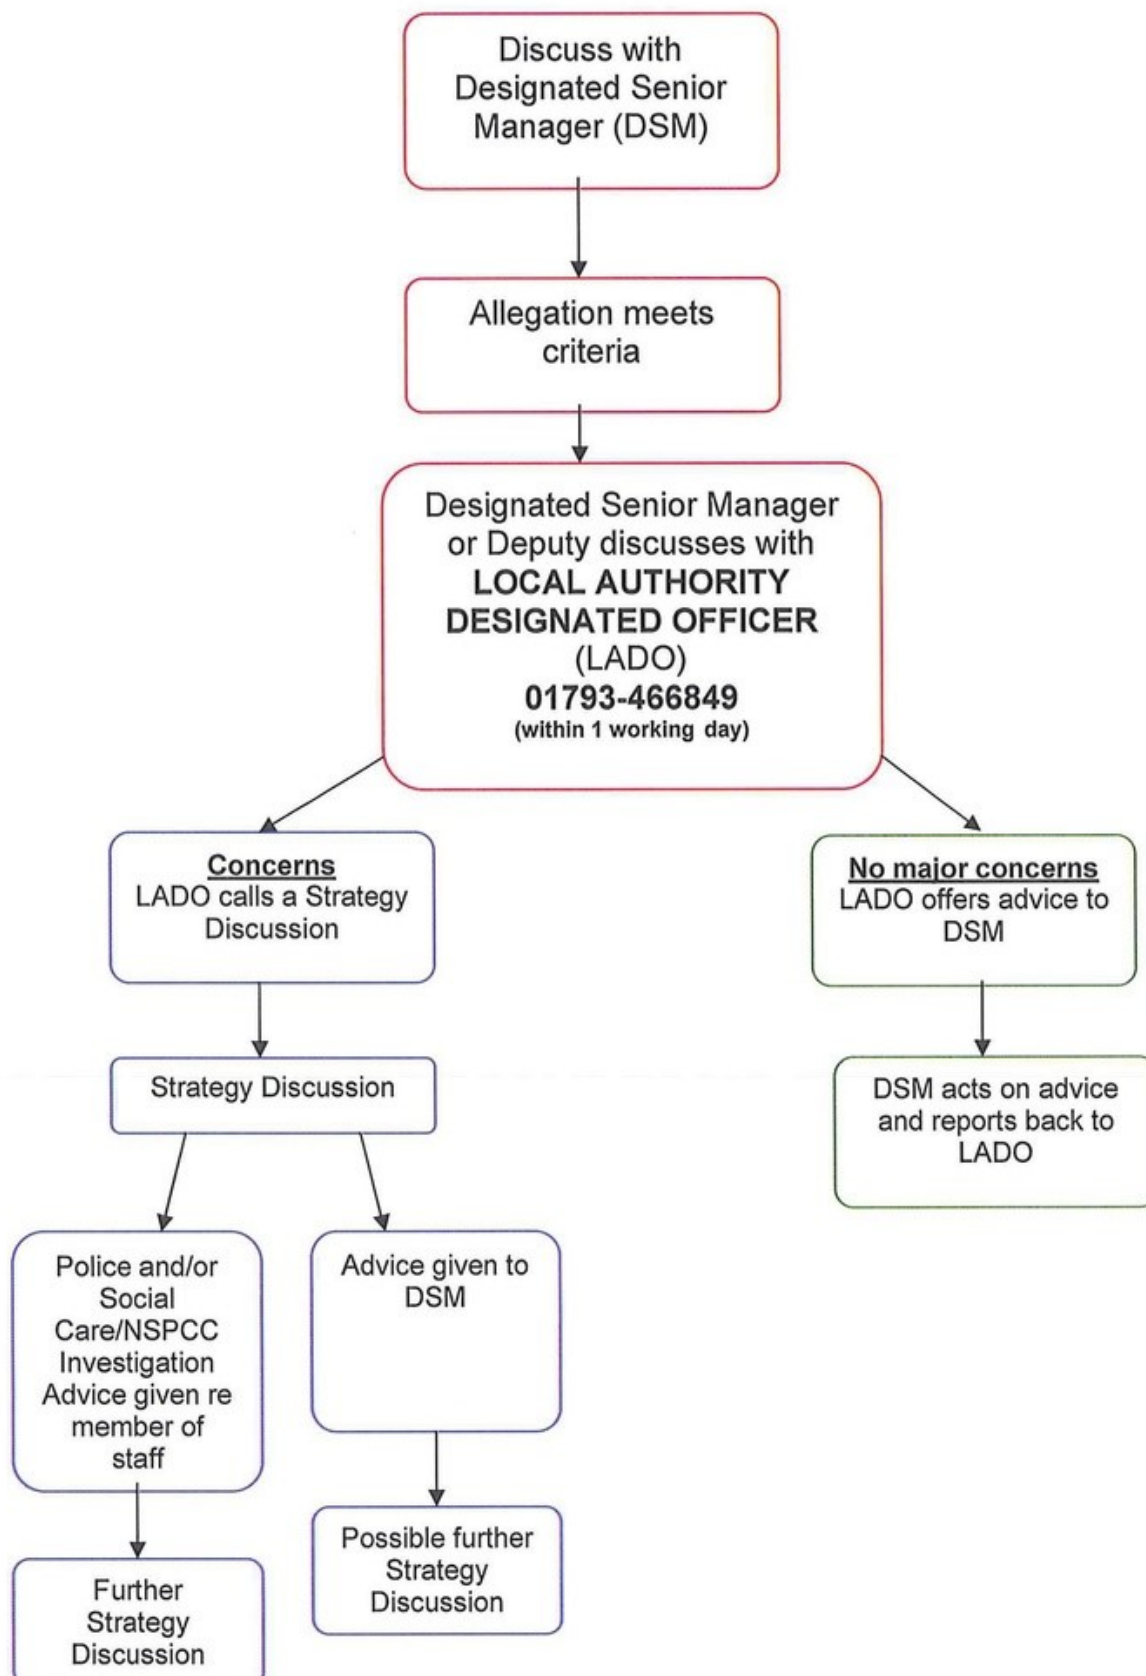 Discuss with
Designated Senior
Manager (DSM)
Allegation meets
criteria
Designated Senior Manager
or Deputy discusses with
LOCAL AUTHORITY
DESIGNATED OFFICER
(LADO)
01793-466849
(within 1 working day)
Concerns
LADO calls a Strategy
Discussion
No major concerns
LADO offers advice to
DSM
Strategy Discussion
DSM acts on advice
and reports back to
LADO
Police and/or
Social
Care/NSPCC
Investigation
Advice given re
member of
staff
Advice given to
DSM
Further
Strategy
Discussion
Possible further
Strategy
Discussion